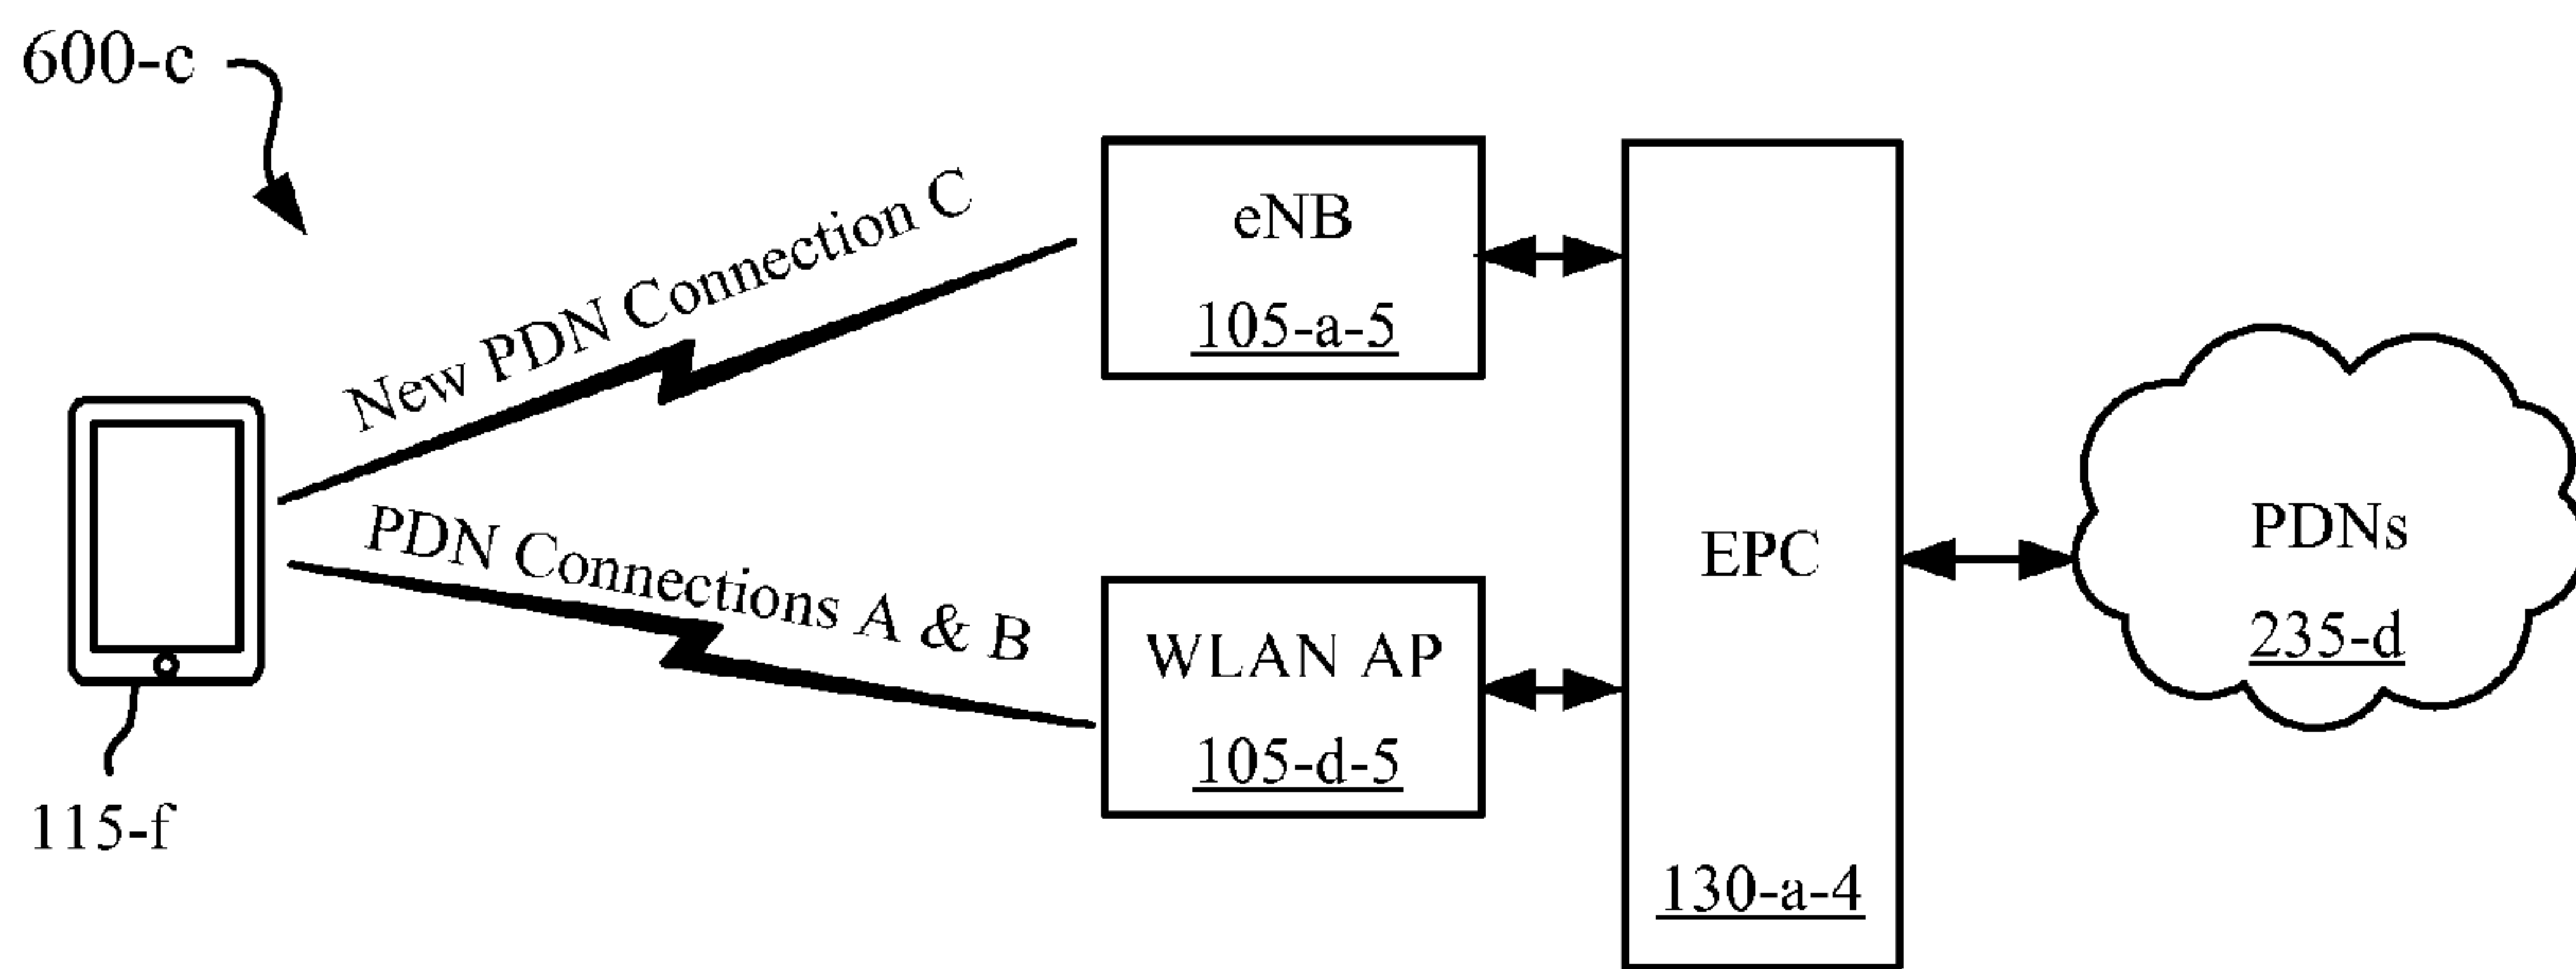 600-c
New PDN Connection C
eNB
105-a-5
PDN Connections A & B
WLAN AP
105-d-5
EPC
130-a-4
PDNs
235-d
115-f